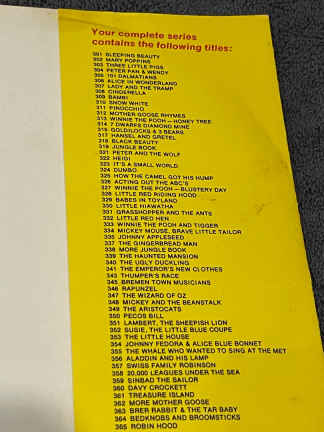 Your complete series
contains the following titles:
301 SLEEPING BEAUTY
302 MARY POPPINS
303 THREE LITTLE PIGS
304 PETER PAN & WENDY
305 101 DALMATIANS
306 ALICE IN WONDERLAND
307 LADY AND THE TRAMP
308 CINDERELLA
309 BAMBI
310 SNOW WHITE
311 PINOCCHIO
312 MOTHER GOOSE RHYMES
313 WINNIE THE POOH — HONEY TREE
314 7 DWARFS DIAMOND MINE
316 GOLDILOCKS & 3 BEARS
317 HANSEL AND GRETEL
318 BLACK BEAUTY
319 JUNGLE BOOK
321 PETER AND THE WOLF
322 HEIDI
323 IT'S A SMALL WORLD
324 DUMBO
325 HOW THE CAMEL GOT HIS HUMP
326 ACTING OUT THE ABC'S
327 WINNIE THE POOH — BLUSTERY DAY
328 LITTLE RED RIDING HOOD
329 BABES IN TOYLAND
330 LITTLE HIAWATHA
331 GRASSHOPPER AND THE ANTS
332 LITTLE RED HEN
333 WINNIE THE POOH AND TIGGER
334 MICKEY MOUSE, BRAVE LITTLE TAILOR
335 JOHNNY APPLESEED
337 THE GINGERBREAD MAN
338 MORE JUNGLE BOOK
339 THE HAUNTED MANSION
340 THE UGLY DUCKLING
341 THE EMPEROR'S NEW CLOTHES
343 THUMPER'S RACE
345 BREMEN TOWN MUSICIANS
346 RAPUNZEL
347 THE WIZARD OF OZ
348 MICKEY AND THE BEANSTALK
349 THE ARISTOCATS
350 PECOS BILL
351 LAMBERT, THE SHEEPISH LION
352 SUSIE, THE LITTLE BLUE COUPE
353 THE LITTLE HOUSE
354 JOHNNY FEDORA & ALICE BLUE BONNET
355 THE WHALE WHO WANTED TO SING AT THE MET
356 ALADDIN AND HIS LAMP
357 SWISS FAMILY ROBINSON
358 20,000 LEAGUES UNDER THE SEA
359 SINBAD THE SAILOR
360 DAVY CROCKETT
361 TREASURE ISLAND
362 MORE MOTHER GOOSE
363 BRER RABBIT & THE TAR BABY
364 BEDKNOBS AND BROOMSTICKS
365 ROBIN HOOD